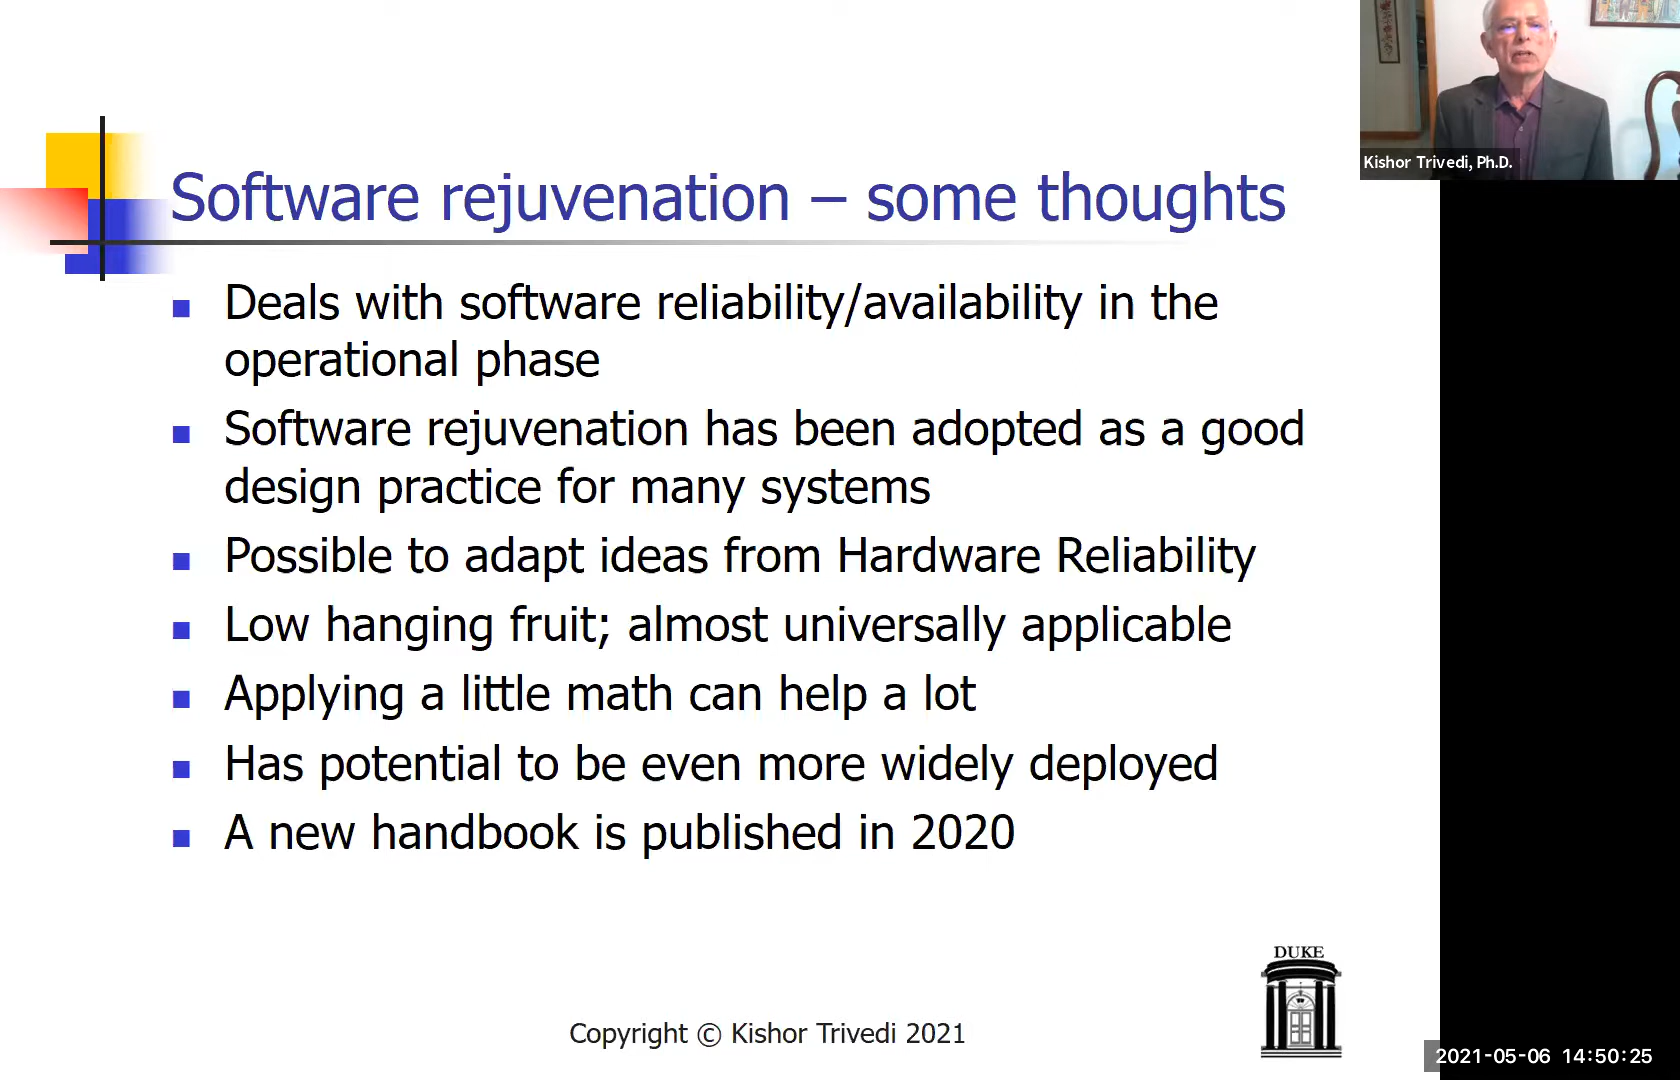 Kishor Trivedi, Ph.D.
Software rejuvenation – some thoughts
Deals with software reliability/availability in the
operational phase
Software rejuvenation has been adopted as a good
design practice for many systems
Possible to adapt ideas from Hardware Reliability
Low hanging fruit; almost universally applicable
Applying a little math can help a lot
Has potential to be even more widely deployed
A new handbook is published in 2020
DUKE
Copyright © Kishor Trivedi 2021
2021-05-06 14:50:25